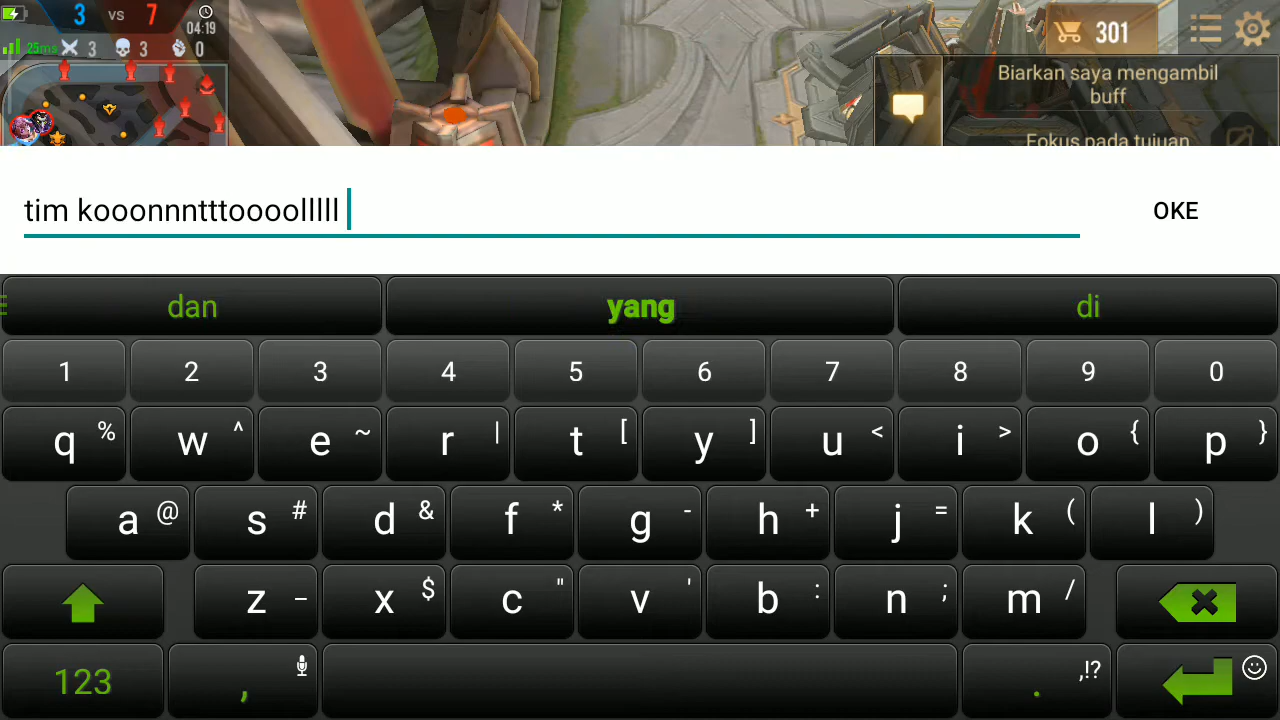 3 vs 7
04:19
25ms 3 3 0
301
Biarkan saya mengambil
buff
Fokus pada tujuan
tim kooonnntttoooolllll
OKE
dan yang di
1 2 3 4 5 6 7 8 9 0
q % w ^ e ~ r | t [ y ] u < i > o { p }
a @ s # d & f * g - h + j = k ( l )
z _ x $ c " v ' b : n ; m /
123 , . ,!?